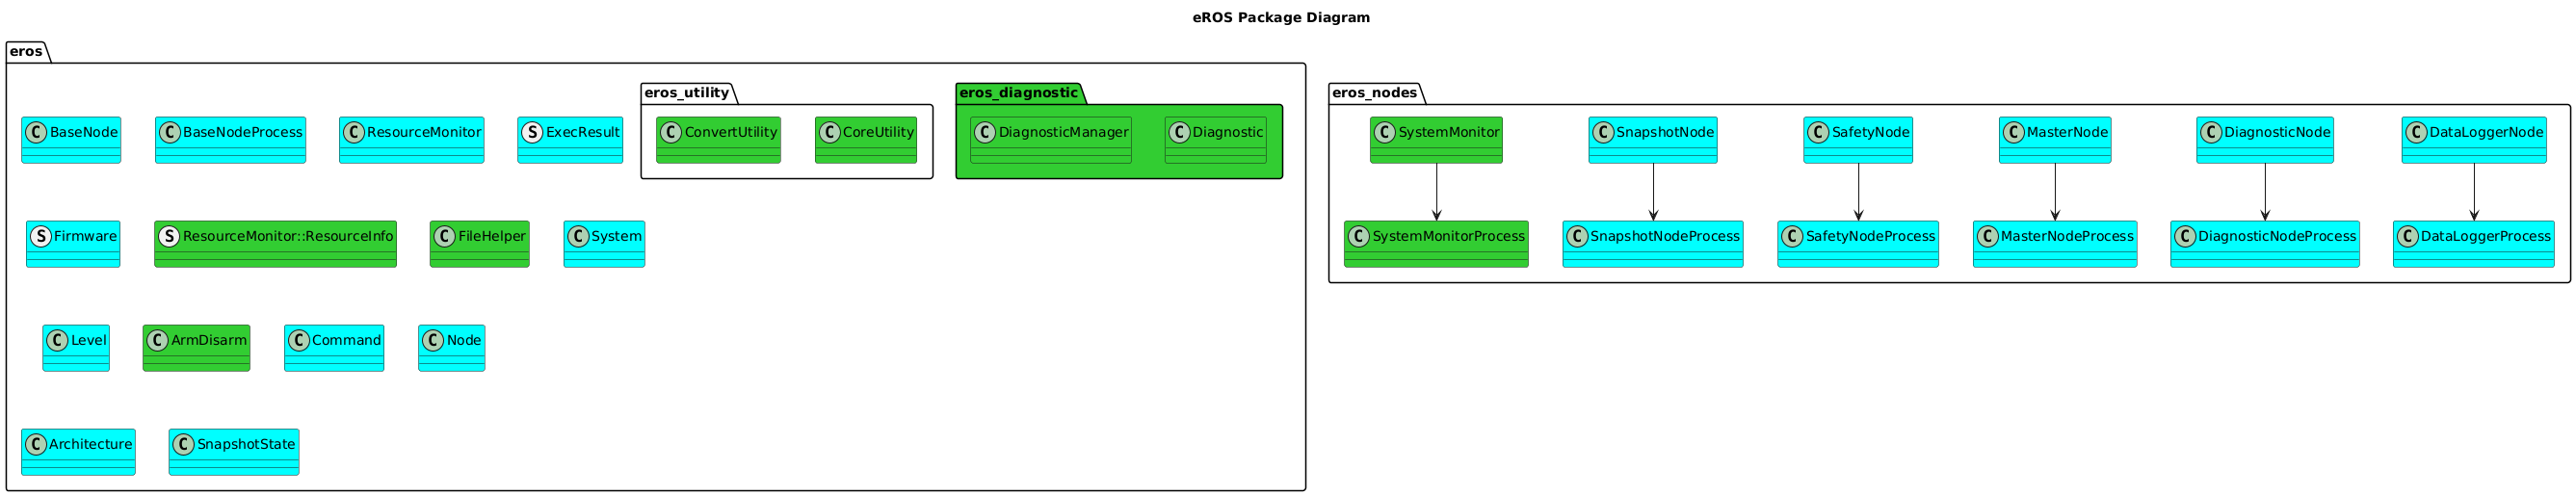 eROS Package Diagram
eros
eros_utility
eros_diagnostic
C BaseNode
C BaseNodeProcess
C ResourceMonitor
S ExecResult
C ConvertUtility
C CoreUtility
C DiagnosticManager
C Diagnostic
S Firmware
S ResourceMonitor::ResourceInfo
C FileHelper
C System
C Level
C ArmDisarm
C Command
C Node
C Architecture
C SnapshotState
eros_nodes
C SystemMonitor
C SnapshotNode
C SafetyNode
C MasterNode
C DiagnosticNode
C DataLoggerNode
C SystemMonitorProcess
C SnapshotNodeProcess
C SafetyNodeProcess
C MasterNodeProcess
C DiagnosticNodeProcess
C DataLoggerProcess